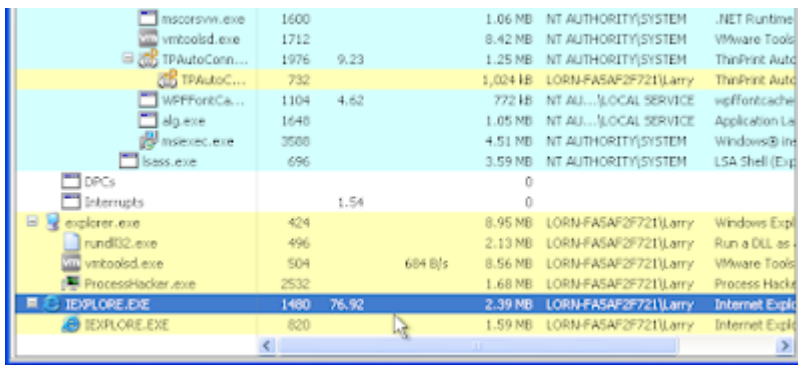 mscorsvw.exe 1600 1.06 MB NT AUTHORITY\SYSTEM .NET Runtime
vmtoolsd.exe 1712 8.42 MB NT AUTHORITY\SYSTEM VMware Tools
TPAutoConn... 1976 9.23 1.25 MB NT AUTHORITY\SYSTEM ThinPrint Auto
TPAutoC... 732 1,024 kB LORN-FA5AF2F721\Larry ThinPrint Auto
WPFFontCa... 1104 4.62 772 kB NT AU...\LOCAL SERVICE wpffontcache
alg.exe 1648 1.05 MB NT AU...\LOCAL SERVICE Application La
msiexec.exe 3588 4.51 MB NT AUTHORITY\SYSTEM Windows® ins
lsass.exe 696 3.59 MB NT AUTHORITY\SYSTEM LSA Shell (Exp
DPCs 0
Interrupts 1.54 0
explorer.exe 424 8.95 MB LORN-FA5AF2F721\Larry Windows Expl
rundll32.exe 496 2.13 MB LORN-FA5AF2F721\Larry Run a DLL as
vmtoolsd.exe 504 684 B/s 8.56 MB LORN-FA5AF2F721\Larry VMware Tools
ProcessHacker.exe 2532 1.68 MB LORN-FA5AF2F721\Larry Process Hacke
IEXPLORE.EXE 1480 76.92 2.39 MB LORN-FA5AF2F721\Larry Internet Explo
IEXPLORE.EXE 820 1.59 MB LORN-FA5AF2F721\Larry Internet Explo